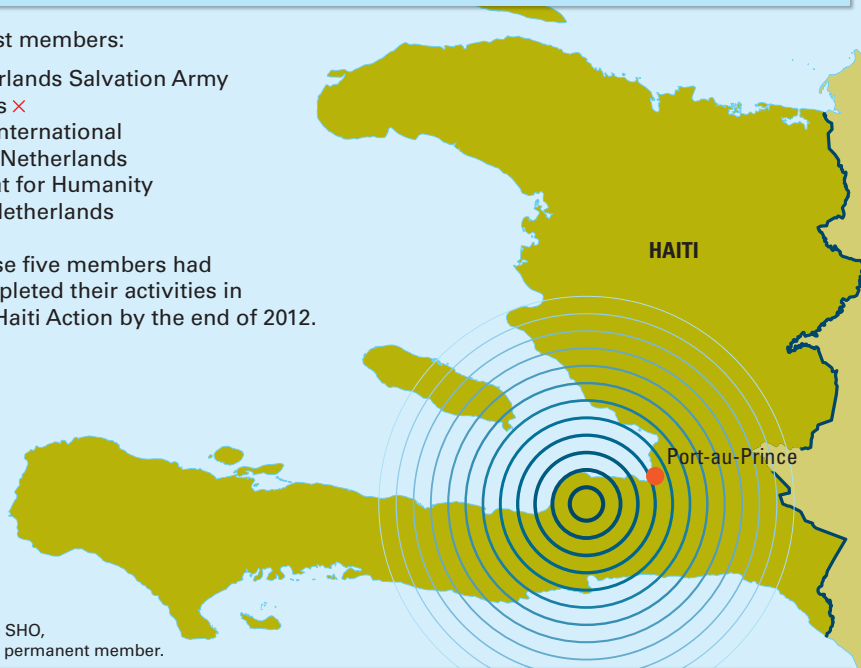 st members:
rlands Salvation Army
s ×
nternational
Netherlands
t for Humanity
etherlands
se five members had
pleted their activities in
Haiti Action by the end of 2012.
HAITI
Port-au-Prince
SHO,
permanent member.